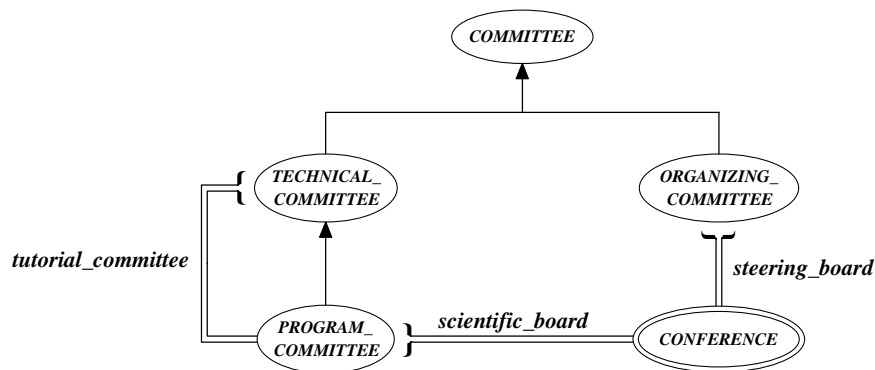 COMMITTEE
TECHNICAL_
COMMITTEE
ORGANIZING_
COMMITTEE
tutorial_committee
steering_board
PROGRAM_
COMMITTEE
scientific_board
CONFERENCE